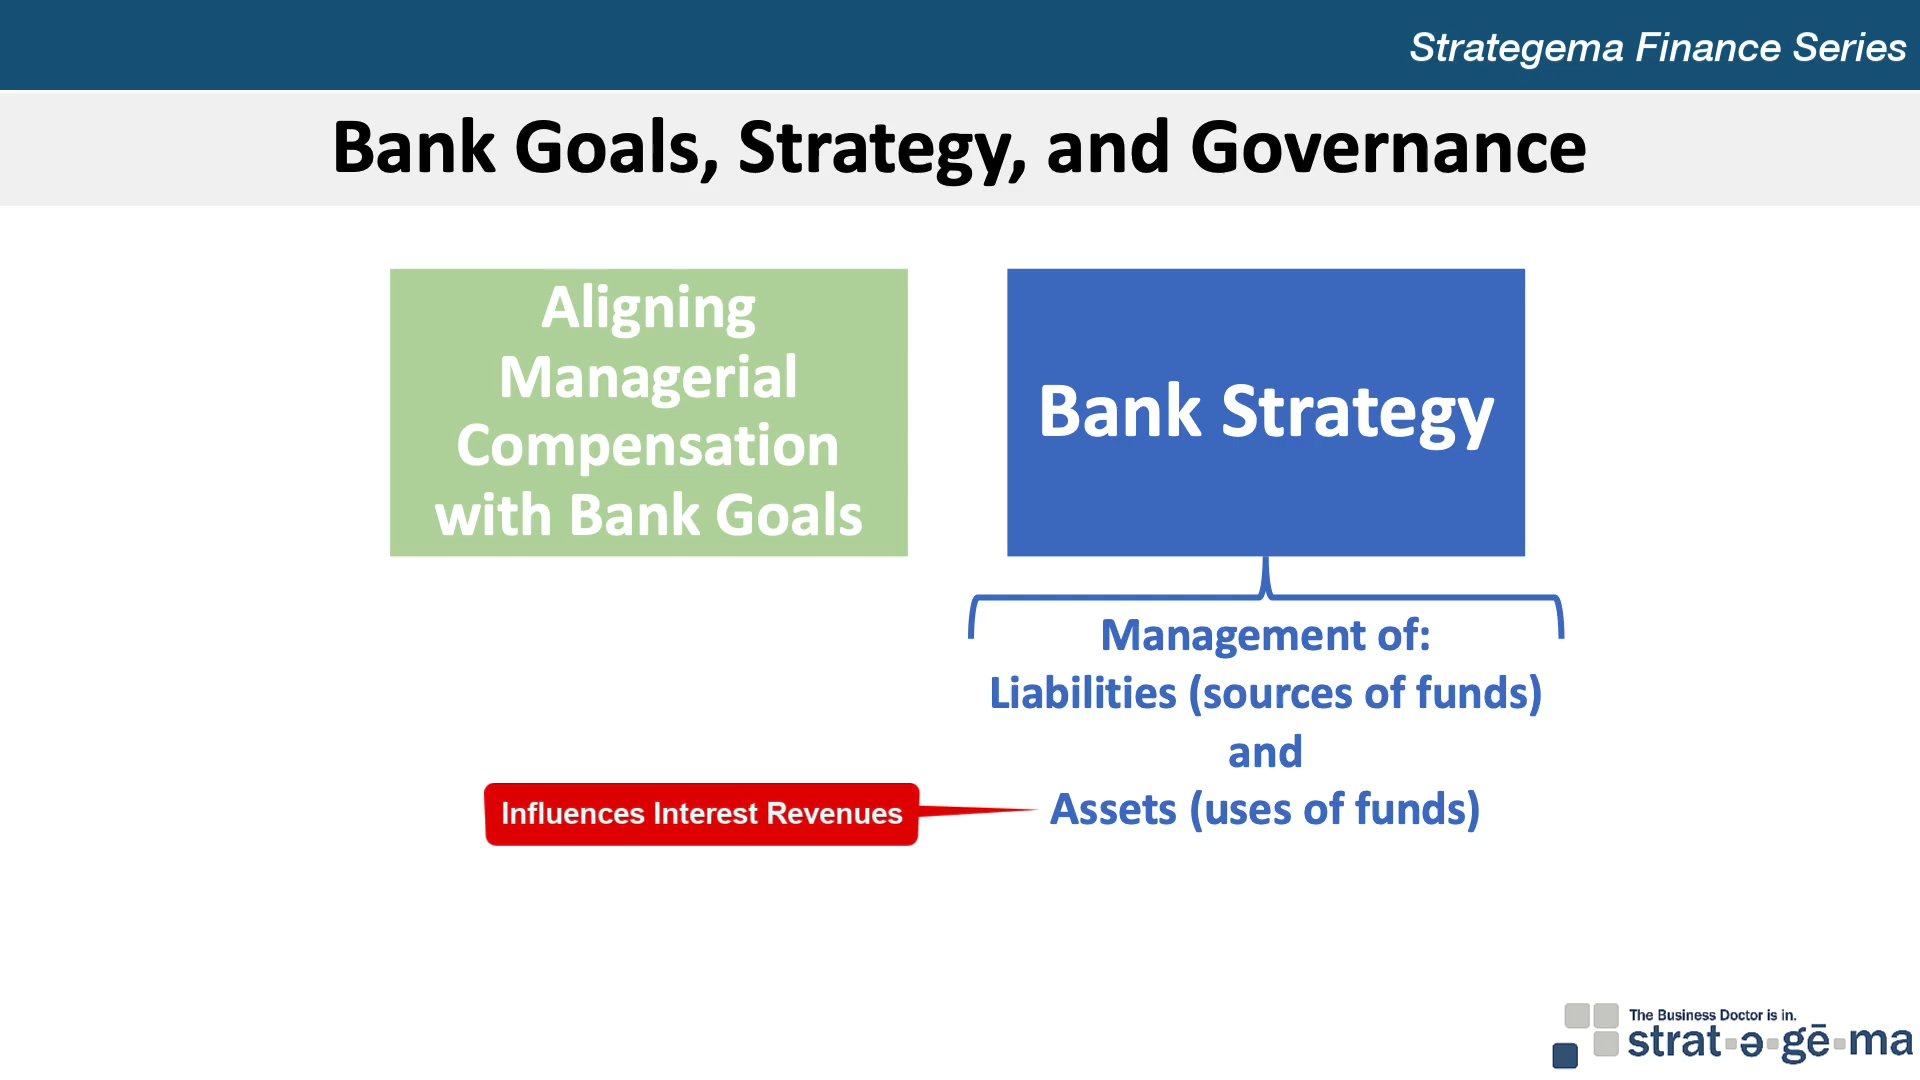 Strategema Finance Series
Bank Goals, Strategy, and Governance
Aligning
Managerial
Compensation
with Bank Goals
Bank Strategy
Management of:
Liabilities (sources of funds)
and
Assets (uses of funds)
Influences Interest Revenues
The Business Doctor is in.
strat-ə-gē-ma